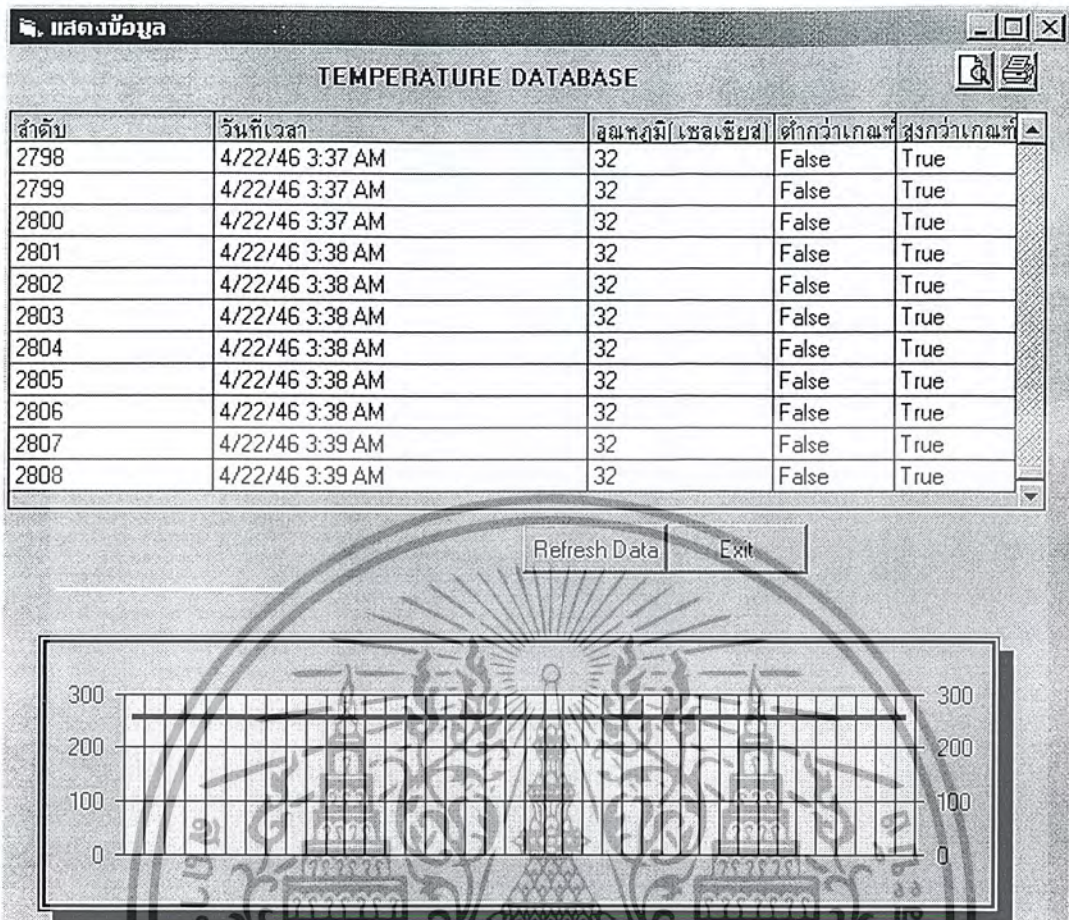 แสดงข้อมูล
TEMPERATURE DATABASE
ลำดับ วันที่เวลา อุณหภูมิ( เซลเซียส) ต่ำกว่าเกณฑ์ สูงกว่าเกณฑ์
2798 4/22/46 3:37 AM 32 False True
2799 4/22/46 3:37 AM 32 False True
2800 4/22/46 3:37 AM 32 False True
2801 4/22/46 3:38 AM 32 False True
2802 4/22/46 3:38 AM 32 False True
2803 4/22/46 3:38 AM 32 False True
2804 4/22/46 3:38 AM 32 False True
2805 4/22/46 3:38 AM 32 False True
2806 4/22/46 3:38 AM 32 False True
2807 4/22/46 3:39 AM 32 False True
2808 4/22/46 3:39 AM 32 False True
Refresh Data Exit
300 300
200 200
100 100
0 0